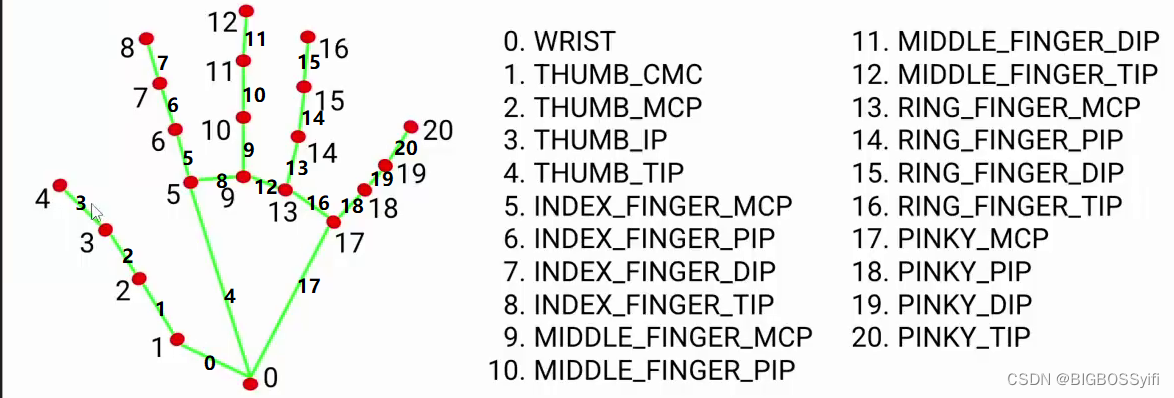 12
16
8
11
7
15
11
7
6
10
15
20
10
14
6
14
5
9
13
19
19
20
4
5
8
9
12
13
16
18
18
3
17
3
2
2
4
17
1
1
0
0
0. WRIST
1. THUMB_CMC
2. THUMB_MCP
3. THUMB_IP
4. THUMB_TIP
5. INDEX_FINGER_MCP
6. INDEX_FINGER_PIP
7. INDEX_FINGER_DIP
8. INDEX_FINGER_TIP
9. MIDDLE_FINGER_MCP
10. MIDDLE_FINGER_PIP
11. MIDDLE_FINGER_DIP
12. MIDDLE_FINGER_TIP
13. RING_FINGER_MCP
14. RING_FINGER_PIP
15. RING_FINGER_DIP
16. RING_FINGER_TIP
17. PINKY_MCP
18. PINKY_PIP
19. PINKY_DIP
20. PINKY_TIP
CSDN @BIGBOSSyifi